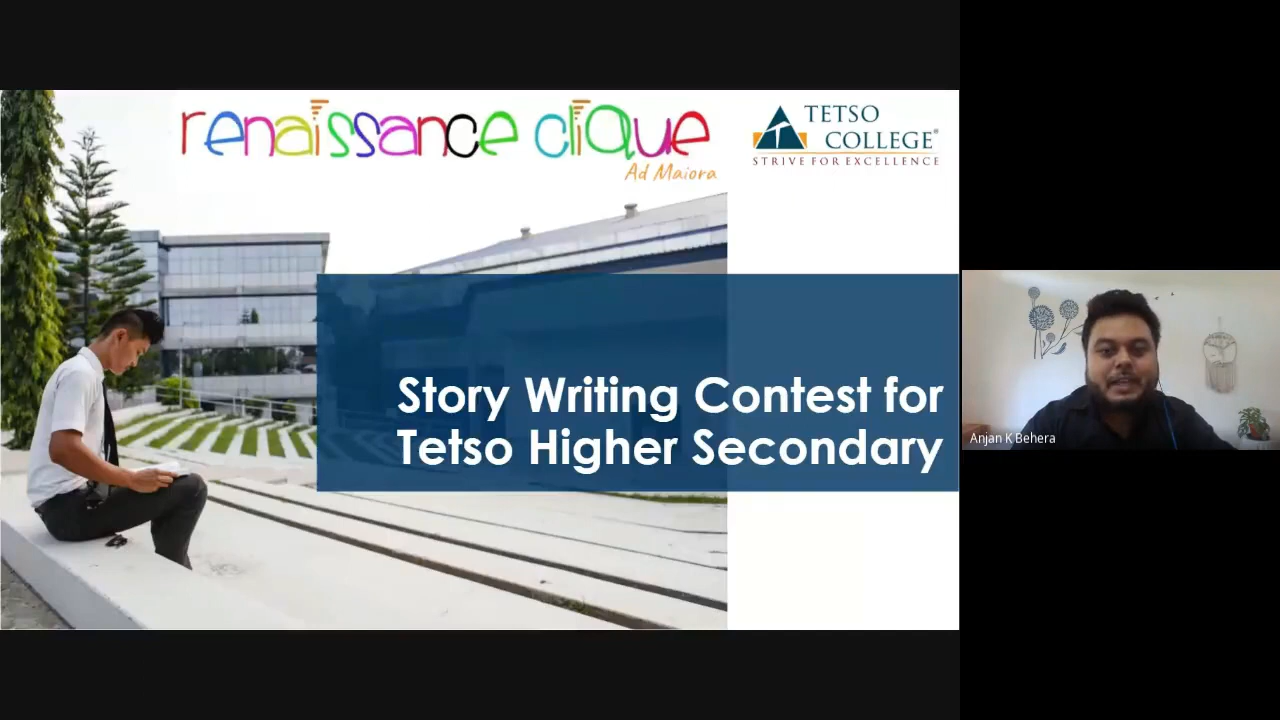 renaissance clique
Ad Maiora
TETSO
COLLEGE®
STRIVE FOR EXCELLENCE
Story Writing Contest for
Tetso Higher Secondary
Anjan K Behera